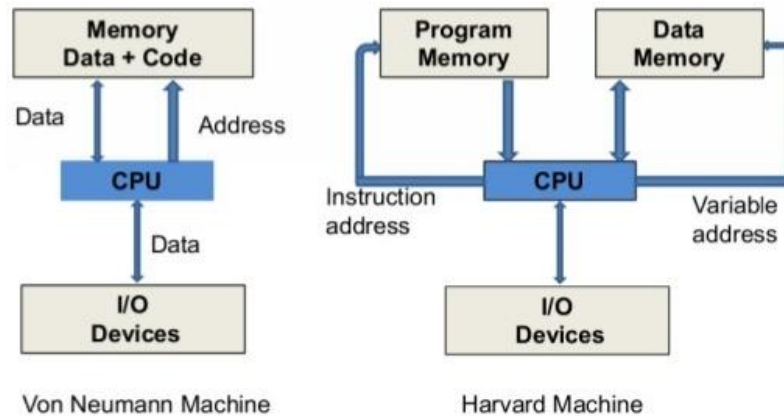 Memory
Data + Code
Data
Address
CPU
Data
I/O
Devices
Von Neumann Machine
Program
Memory
Data
Memory
CPU
Instruction
address
Variable
address
I/O
Devices
Harvard Machine